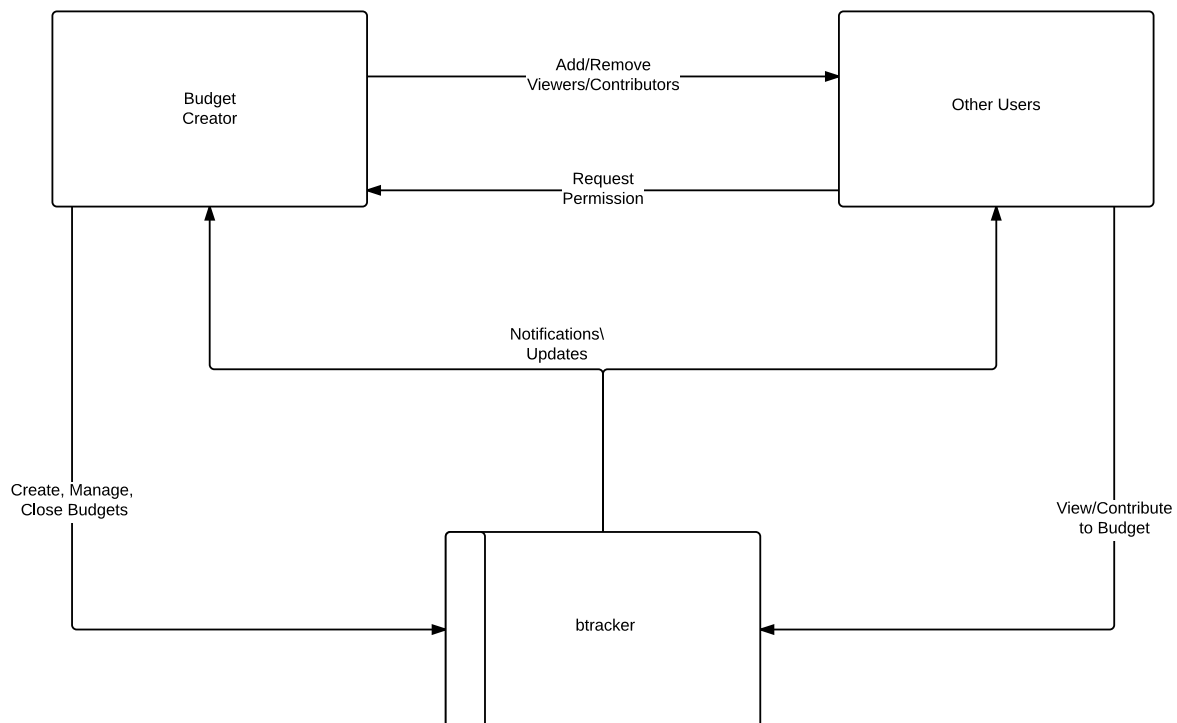 Add/Remove
Viewers/Contributors
Budget
Creator
Other Users
Request
Permission
Notifications\
Updates
Create, Manage,
Close Budgets
View/Contribute
to Budget
btracker